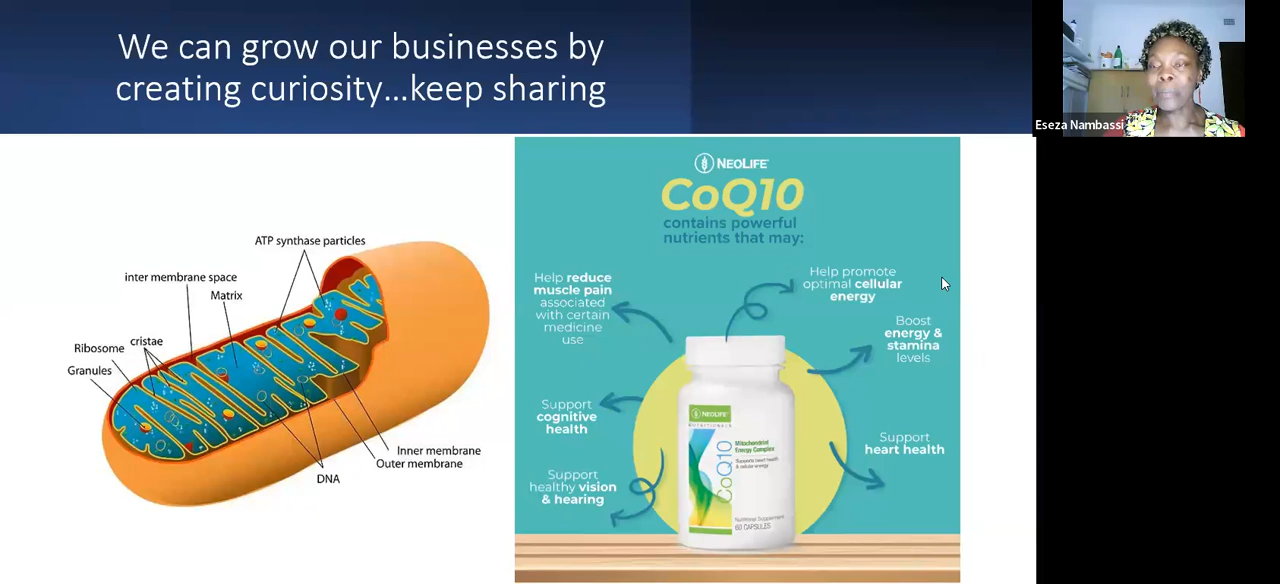 We can grow our businesses by
creating curiosity...keep sharing
Eseza Nambassi
ATP synthase particles
inter membrane space
Matrix
cristae
Ribosome
Granules
Inner membrane
Outer membrane
DNA
NEOLIFE
CoQ10
contains powerful
nutrients that may:
Help reduce
muscle pain
associated
with certain
medicine
use
Help promote
optimal cellular
energy
Boost
energy &
stamina
levels
Support
cognitive
health
Support
heart health
Support
healthy vision
& hearing
NEOLIFE
NUTRITIONALS
CoQ10
Mitochondrial
Energy Complex
Supports heart health
& cellular energy
Nutritional Supplement
60 CAPSULES